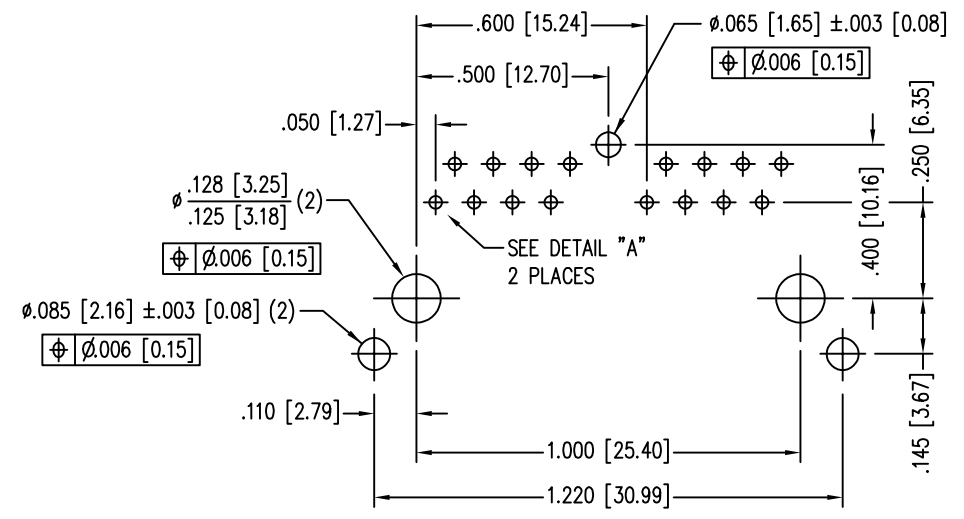 .600 [15.24]
ø.065 [1.65] ±.003 [0.08]
⌖ Ø.006 [0.15]
.500 [12.70]
.050 [1.27]
.250 [6.35]
.400 [10.16]
ø .128 [3.25]
.125 [3.18] (2)
⌖ Ø.006 [0.15]
SEE DETAIL "A"
2 PLACES
ø.085 [2.16] ±.003 [0.08] (2)
⌖ Ø.006 [0.15]
.110 [2.79]
.145 [3.67]
1.000 [25.40]
1.220 [30.99]